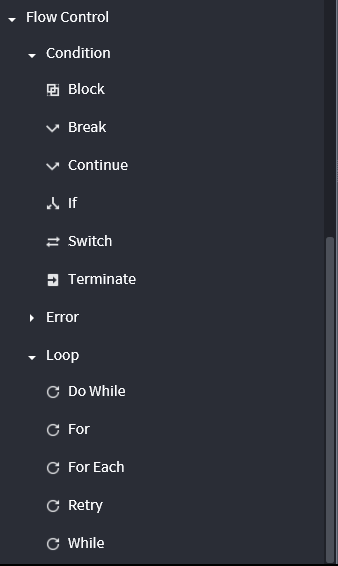 Flow Control
Condition
Block
Break
Continue
If
Switch
Terminate
Error
Loop
Do While
For
For Each
Retry
While